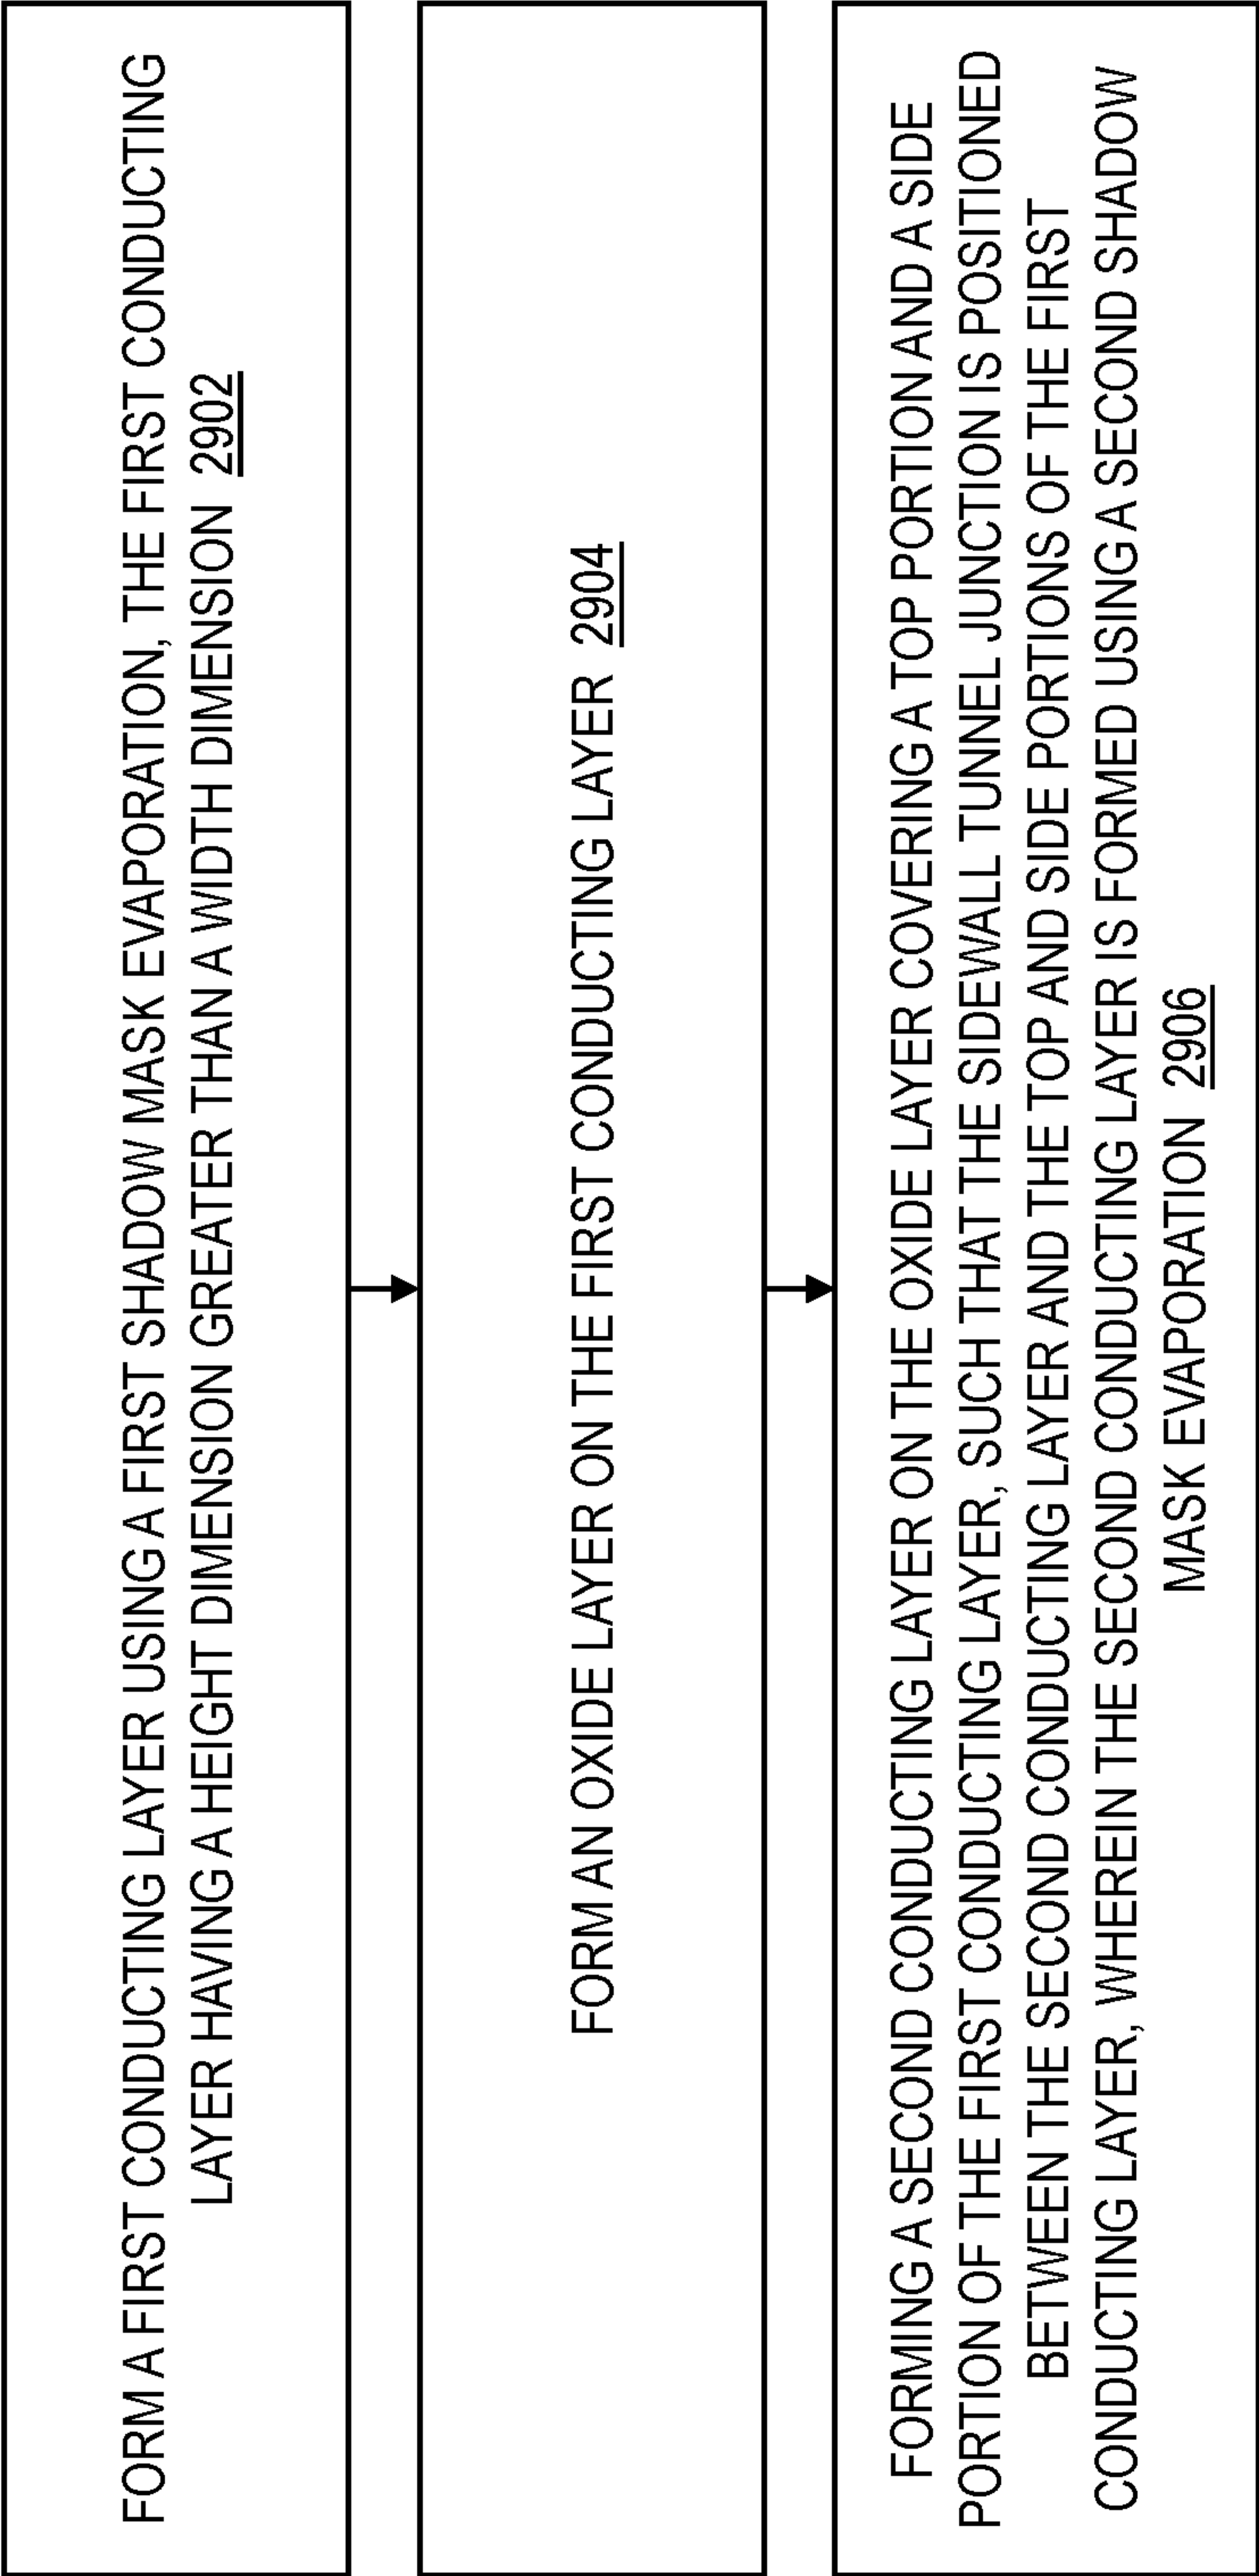 FORM A FIRST CONDUCTING LAYER USING A FIRST SHADOW MASK EVAPORATION, THE FIRST CONDUCTING
LAYER HAVING A HEIGHT DIMENSION GREATER THAN A WIDTH DIMENSION 2902
FORM AN OXIDE LAYER ON THE FIRST CONDUCTING LAYER 2904
FORMING A SECOND CONDUCTING LAYER ON THE OXIDE LAYER COVERING A TOP PORTION AND A SIDE
PORTION OF THE FIRST CONDUCTING LAYER, SUCH THAT THE SIDEWALL TUNNEL JUNCTION IS POSITIONED
BETWEEN THE SECOND CONDUCTING LAYER AND THE TOP AND SIDE PORTIONS OF THE FIRST
CONDUCTING LAYER, WHEREIN THE SECOND CONDUCTING LAYER IS FORMED USING A SECOND SHADOW
MASK EVAPORATION 2906